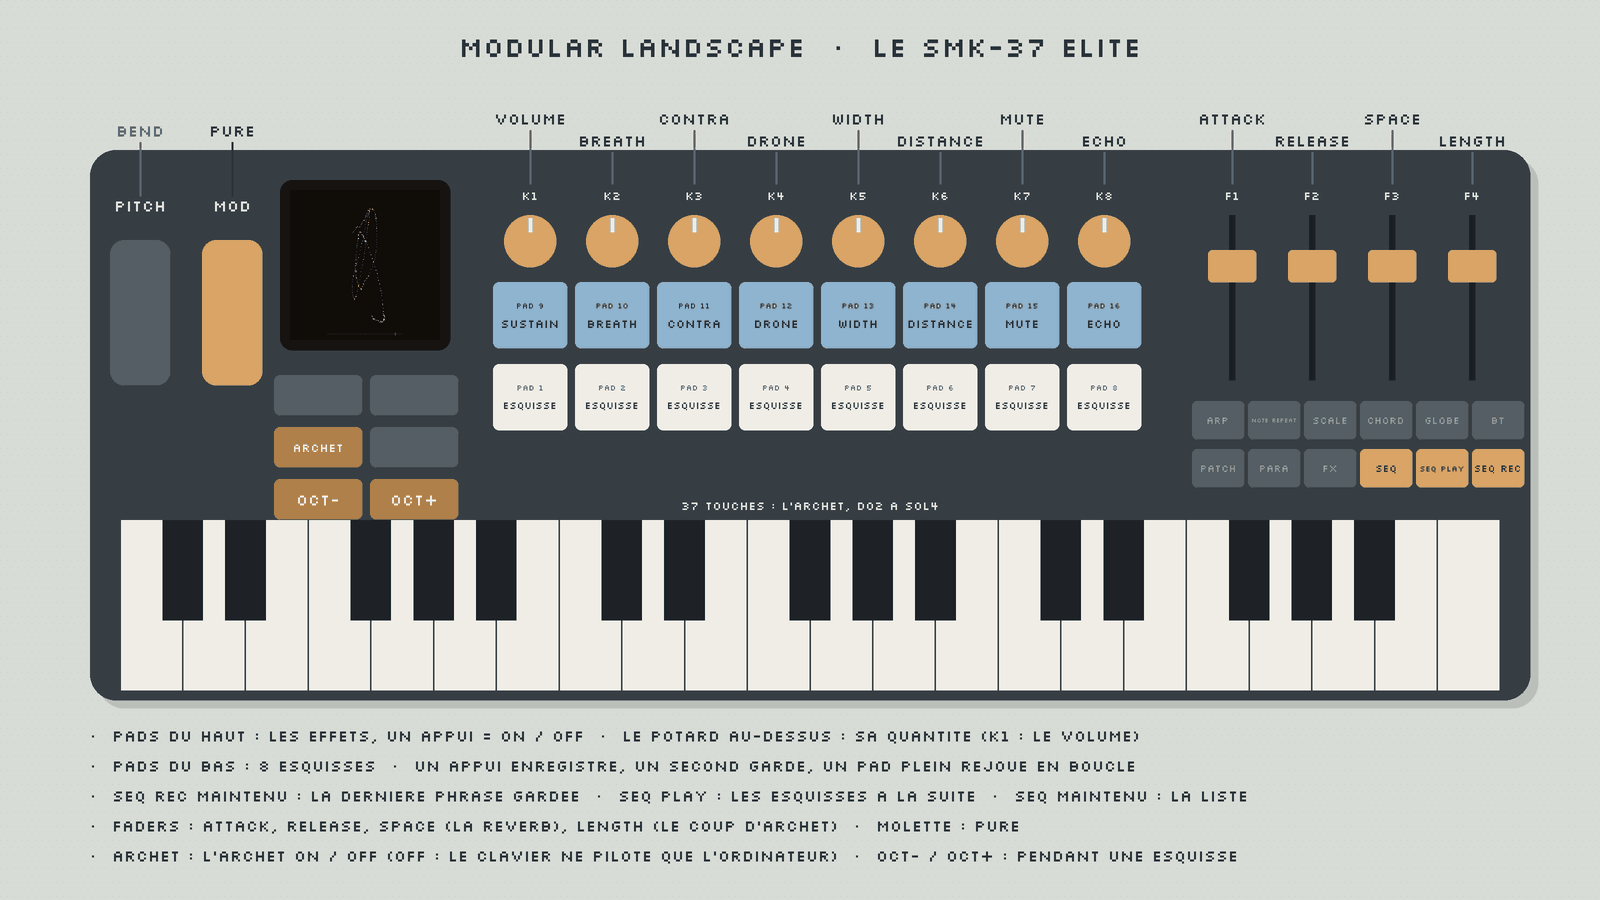 MODULAR LANDSCAPE · LE SMK-37 ELITE
VOLUME CONTRA WIDTH MUTE ATTACK SPACE
BEND PURE BREATH DRONE DISTANCE ECHO RELEASE LENGTH
K1 K2 K3 K4 K5 K6 K7 K8 F1 F2 F3 F4
PITCH MOD
PAD 9 PAD 10 PAD 11 PAD 12 PAD 13 PAD 14 PAD 15 PAD 16
SUSTAIN BREATH CONTRA DRONE WIDTH DISTANCE MUTE ECHO
PAD 1 PAD 2 PAD 3 PAD 4 PAD 5 PAD 6 PAD 7 PAD 8
ESQUISSE ESQUISSE ESQUISSE ESQUISSE ESQUISSE ESQUISSE ESQUISSE ESQUISSE
ARP NOTE REPEAT SCALE CHORD GLOBE BT
ARCHET
PATCH PARA FX SEQ SEQ PLAY SEQ REC
OCT- OCT+
37 TOUCHES : L'ARCHET, DO2 A SOL4
· PADS DU HAUT : LES EFFETS, UN APPUI = ON / OFF · LE POTARD AU-DESSUS : SA QUANTITE (K1 : LE VOLUME)
· PADS DU BAS : 8 ESQUISSES · UN APPUI ENREGISTRE, UN SECOND GARDE, UN PAD PLEIN REJOUE EN BOUCLE
· SEQ REC MAINTENU : LA DERNIERE PHRASE GARDEE · SEQ PLAY : LES ESQUISSES A LA SUITE · SEQ MAINTENU : LA LISTE
· FADERS : ATTACK, RELEASE, SPACE (LA REVERB), LENGTH (LE COUP D'ARCHET) · MOLETTE : PURE
· ARCHET : L'ARCHET ON / OFF (OFF : LE CLAVIER NE PILOTE QUE L'ORDINATEUR) · OCT- / OCT+ : PENDANT UNE ESQUISSE